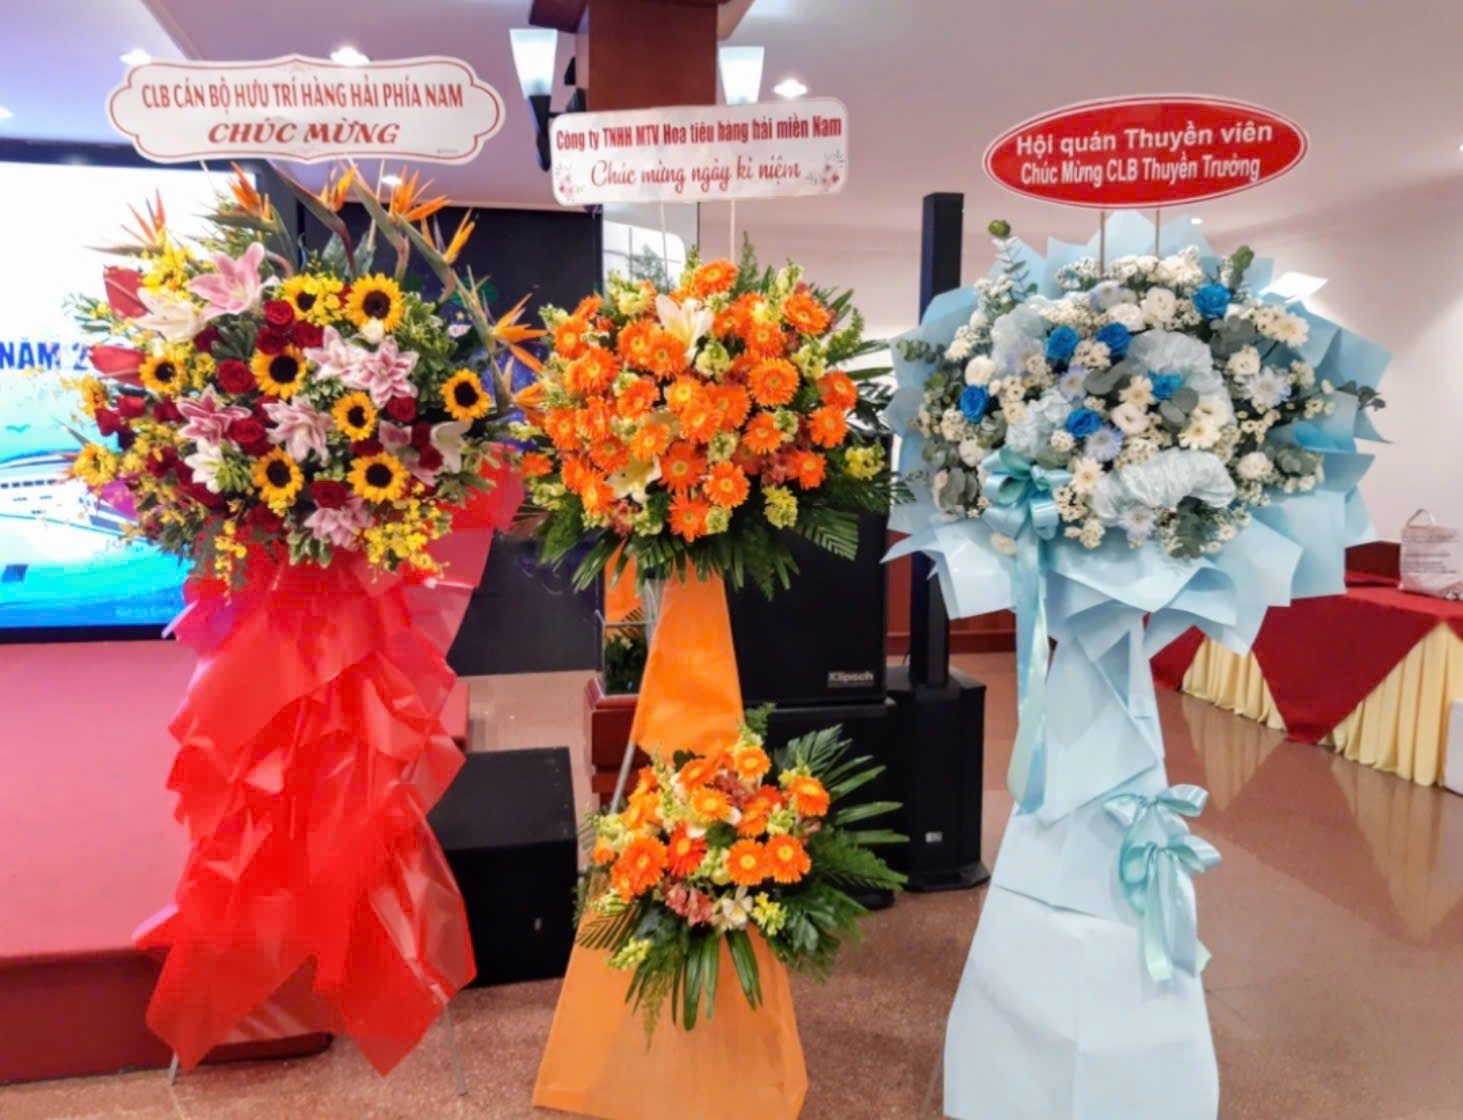 CLB CÁN BỘ HƯU TRÍ HÀNG HẢI PHÍA NAM
CHÚC MỪNG
Công ty TNHH MTV Hoa tiêu hàng hải miền Nam
Chúc mừng ngày kỉ niệm
Hội quán Thuyền viên
Chúc Mừng CLB Thuyền Trưởng
NĂM 2
Klipsch